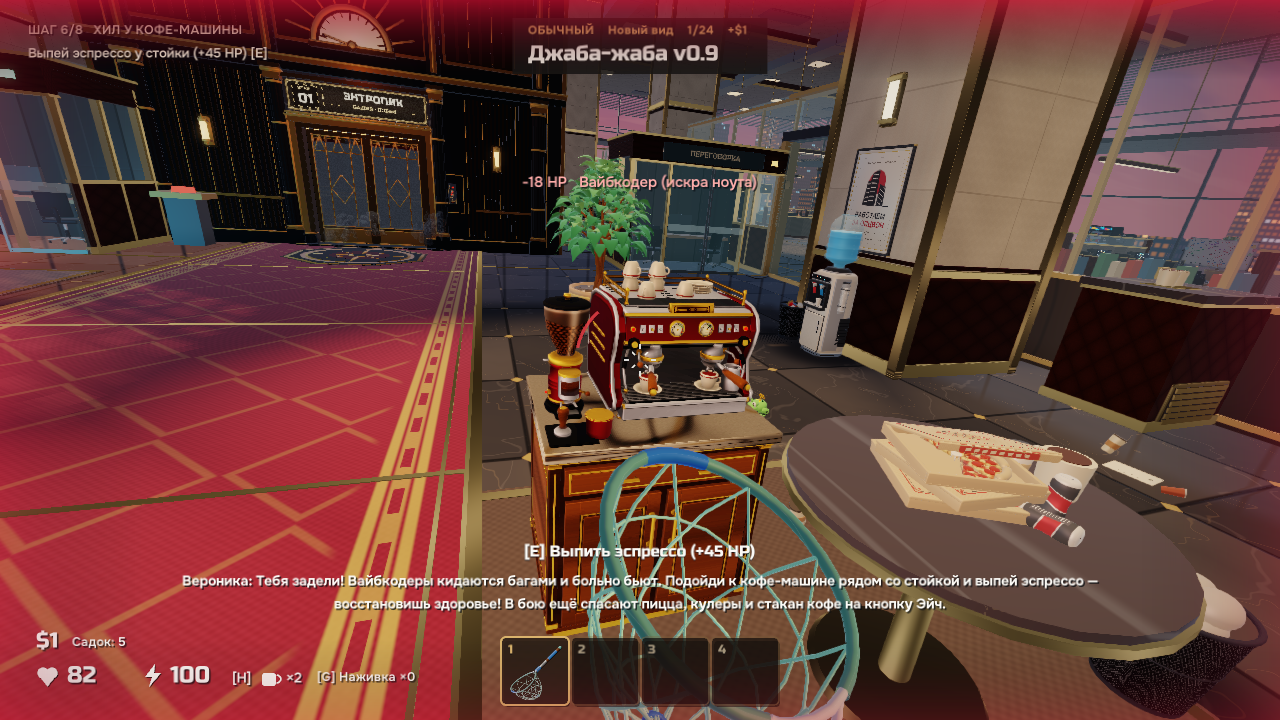 ШАГ 6/8 ХИЛ У КОФЕ-МАШИНЫ
Выпей эспрессо у стойки (+45 HP) [E]
ОБЫЧНЫЙ Новый вид 1/24 +$1
Джаба-жаба v0.9
01 ЭНТРОПИК
ПЕРЕГОВОРКА
-18 HP · Вайбкодер (искра ноута)
РАБОТАЕМ
[E] Выпить эспрессо (+45 HP)
Вероника: Тебя задели! Вайбкодеры кидаются багами и больно бьют. Подойди к кофе-машине рядом со стойкой и выпей эспрессо —
восстановишь здоровье! В бою ещё спасают пицца, кулеры и стакан кофе на кнопку Эйч.
$1 Садок: 5
82 100 [H] ×2 [G] Наживка ×0
1 2 3 4